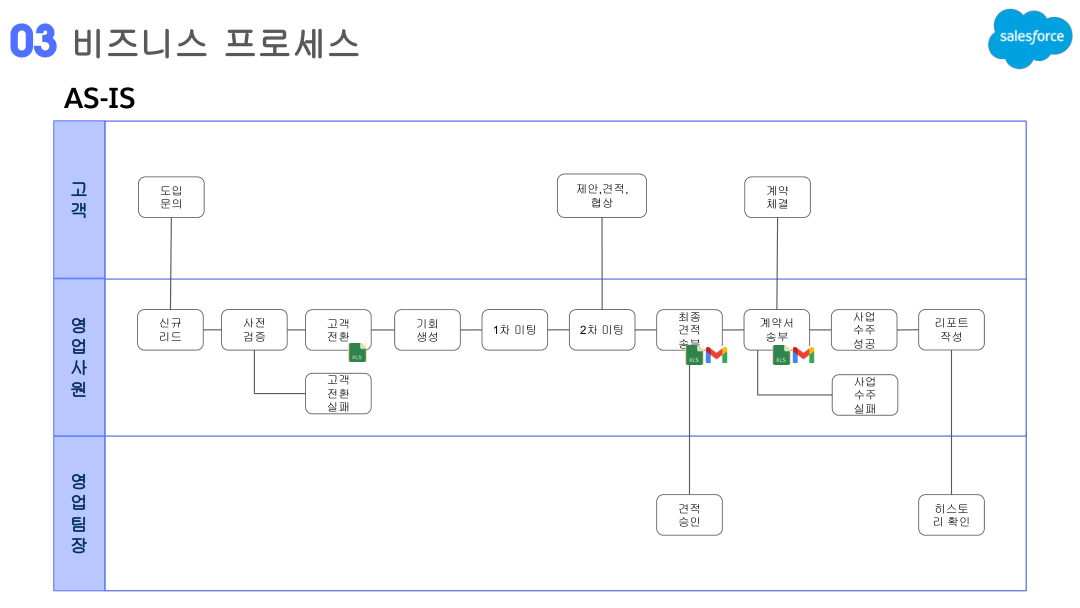 03 비즈니스 프로세스
salesforce
AS-IS
고
객
도입
문의
제안,견적,
협상
계약
체결
영
업
사
원
신규
리드
사전
검증
고객
전환
XLS
기회
생성
1차 미팅
2차 미팅
최종
견적
송부
XLS
계약서
송부
XLS
사업
수주
성공
리포트
작성
고객
전환
실패
사업
수주
실패
영
업
팀
장
견적
승인
히스토
리 확인